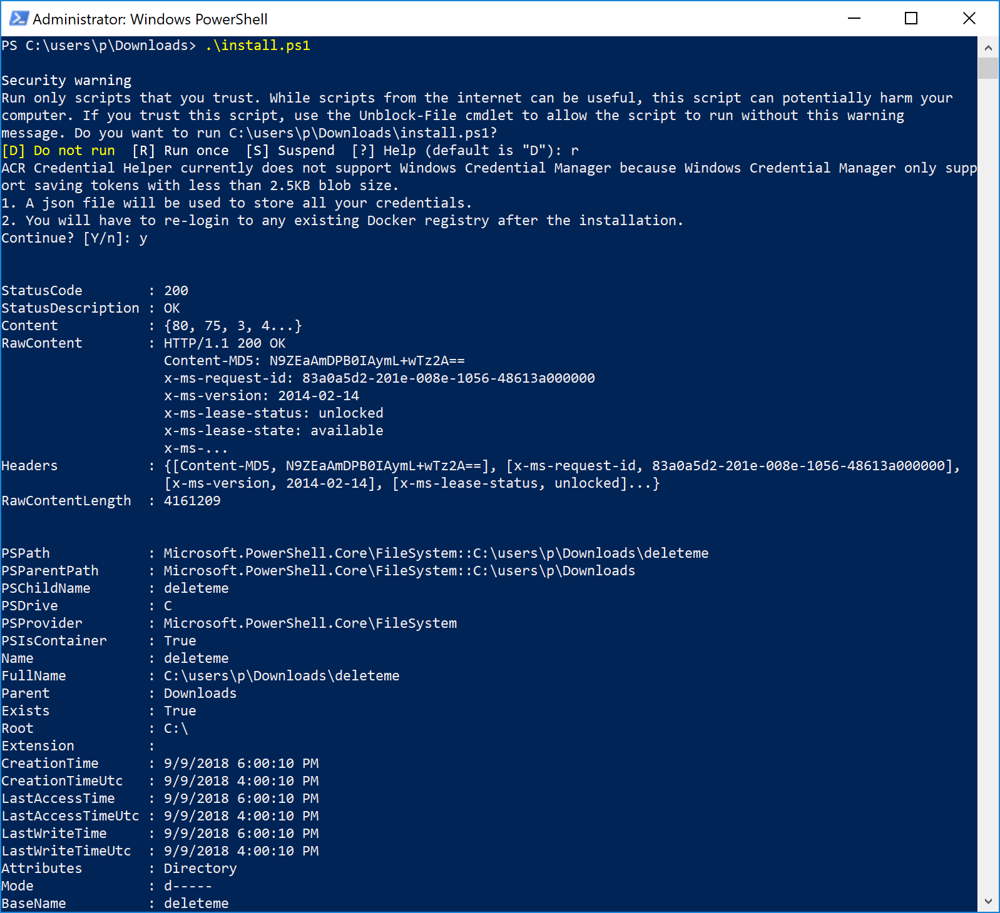 Administrator: Windows PowerShell
PS C:\users\p\Downloads> .\install.ps1
Security warning
Run only scripts that you trust. While scripts from the internet can be useful, this script can potentially harm your
computer. If you trust this script, use the Unblock-File cmdlet to allow the script to run without this warning
message. Do you want to run C:\users\p\Downloads\install.ps1?
[D] Do not run  [R] Run once  [S] Suspend  [?] Help (default is "D"): r
ACR Credential Helper currently does not support Windows Credential Manager because Windows Credential Manager only supp
ort saving tokens with less than 2.5KB blob size.
1. A json file will be used to store all your credentials.
2. You will have to re-login to any existing Docker registry after the installation.
Continue? [Y/n]: y
StatusCode        : 200
StatusDescription : OK
Content           : {80, 75, 3, 4...}
RawContent        : HTTP/1.1 200 OK
                    Content-MD5: N9ZEaAmDPB0IAymL+wTz2A==
                    x-ms-request-id: 83a0a5d2-201e-008e-1056-48613a000000
                    x-ms-version: 2014-02-14
                    x-ms-lease-status: unlocked
                    x-ms-lease-state: available
                    x-ms-...
Headers           : {[Content-MD5, N9ZEaAmDPB0IAymL+wTz2A==], [x-ms-request-id, 83a0a5d2-201e-008e-1056-48613a000000],
                    [x-ms-version, 2014-02-14], [x-ms-lease-status, unlocked]...}
RawContentLength  : 4161209
PSPath            : Microsoft.PowerShell.Core\FileSystem::C:\users\p\Downloads\deleteme
PSParentPath      : Microsoft.PowerShell.Core\FileSystem::C:\users\p\Downloads
PSChildName       : deleteme
PSDrive           : C
PSProvider        : Microsoft.PowerShell.Core\FileSystem
PSIsContainer     : True
Name              : deleteme
FullName          : C:\users\p\Downloads\deleteme
Parent            : Downloads
Exists            : True
Root              : C:\
Extension         :
CreationTime      : 9/9/2018 6:00:10 PM
CreationTimeUtc   : 9/9/2018 4:00:10 PM
LastAccessTime    : 9/9/2018 6:00:10 PM
LastAccessTimeUtc : 9/9/2018 4:00:10 PM
LastWriteTime     : 9/9/2018 6:00:10 PM
LastWriteTimeUtc  : 9/9/2018 4:00:10 PM
Attributes        : Directory
Mode              : d-----
BaseName          : deleteme